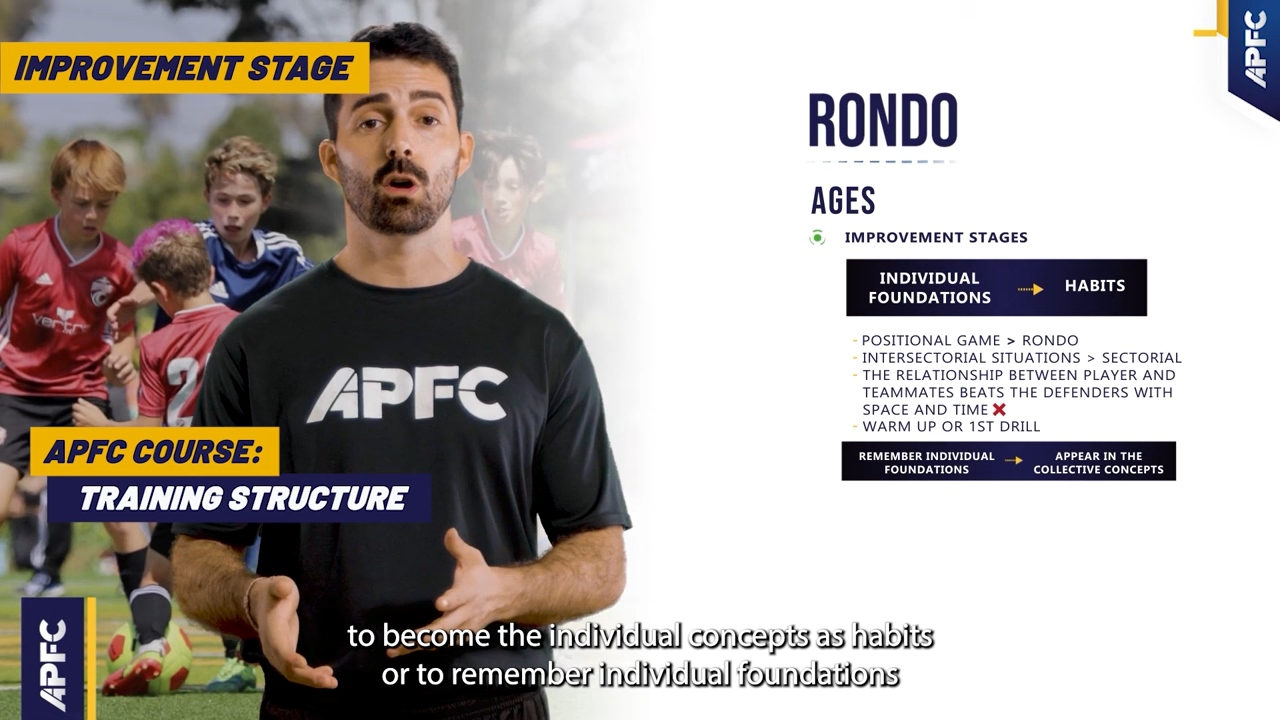 IMPROVEMENT STAGE
APFC
RONDO
AGES
IMPROVEMENT STAGES
INDIVIDUAL
FOUNDATIONS
HABITS
- POSITIONAL GAME > RONDO
- INTERSECTORIAL SITUATIONS > SECTORIAL
- THE RELATIONSHIP BETWEEN PLAYER AND
TEAMMATES BEATS THE DEFENDERS WITH
SPACE AND TIME ❌
- WARM UP OR 1ST DRILL
REMEMBER INDIVIDUAL
FOUNDATIONS
APPEAR IN THE
COLLECTIVE CONCEPTS
2
APFC
APFC COURSE:
TRAINING STRUCTURE
APFC
to become the individual concepts as habits
or to remember individual foundations